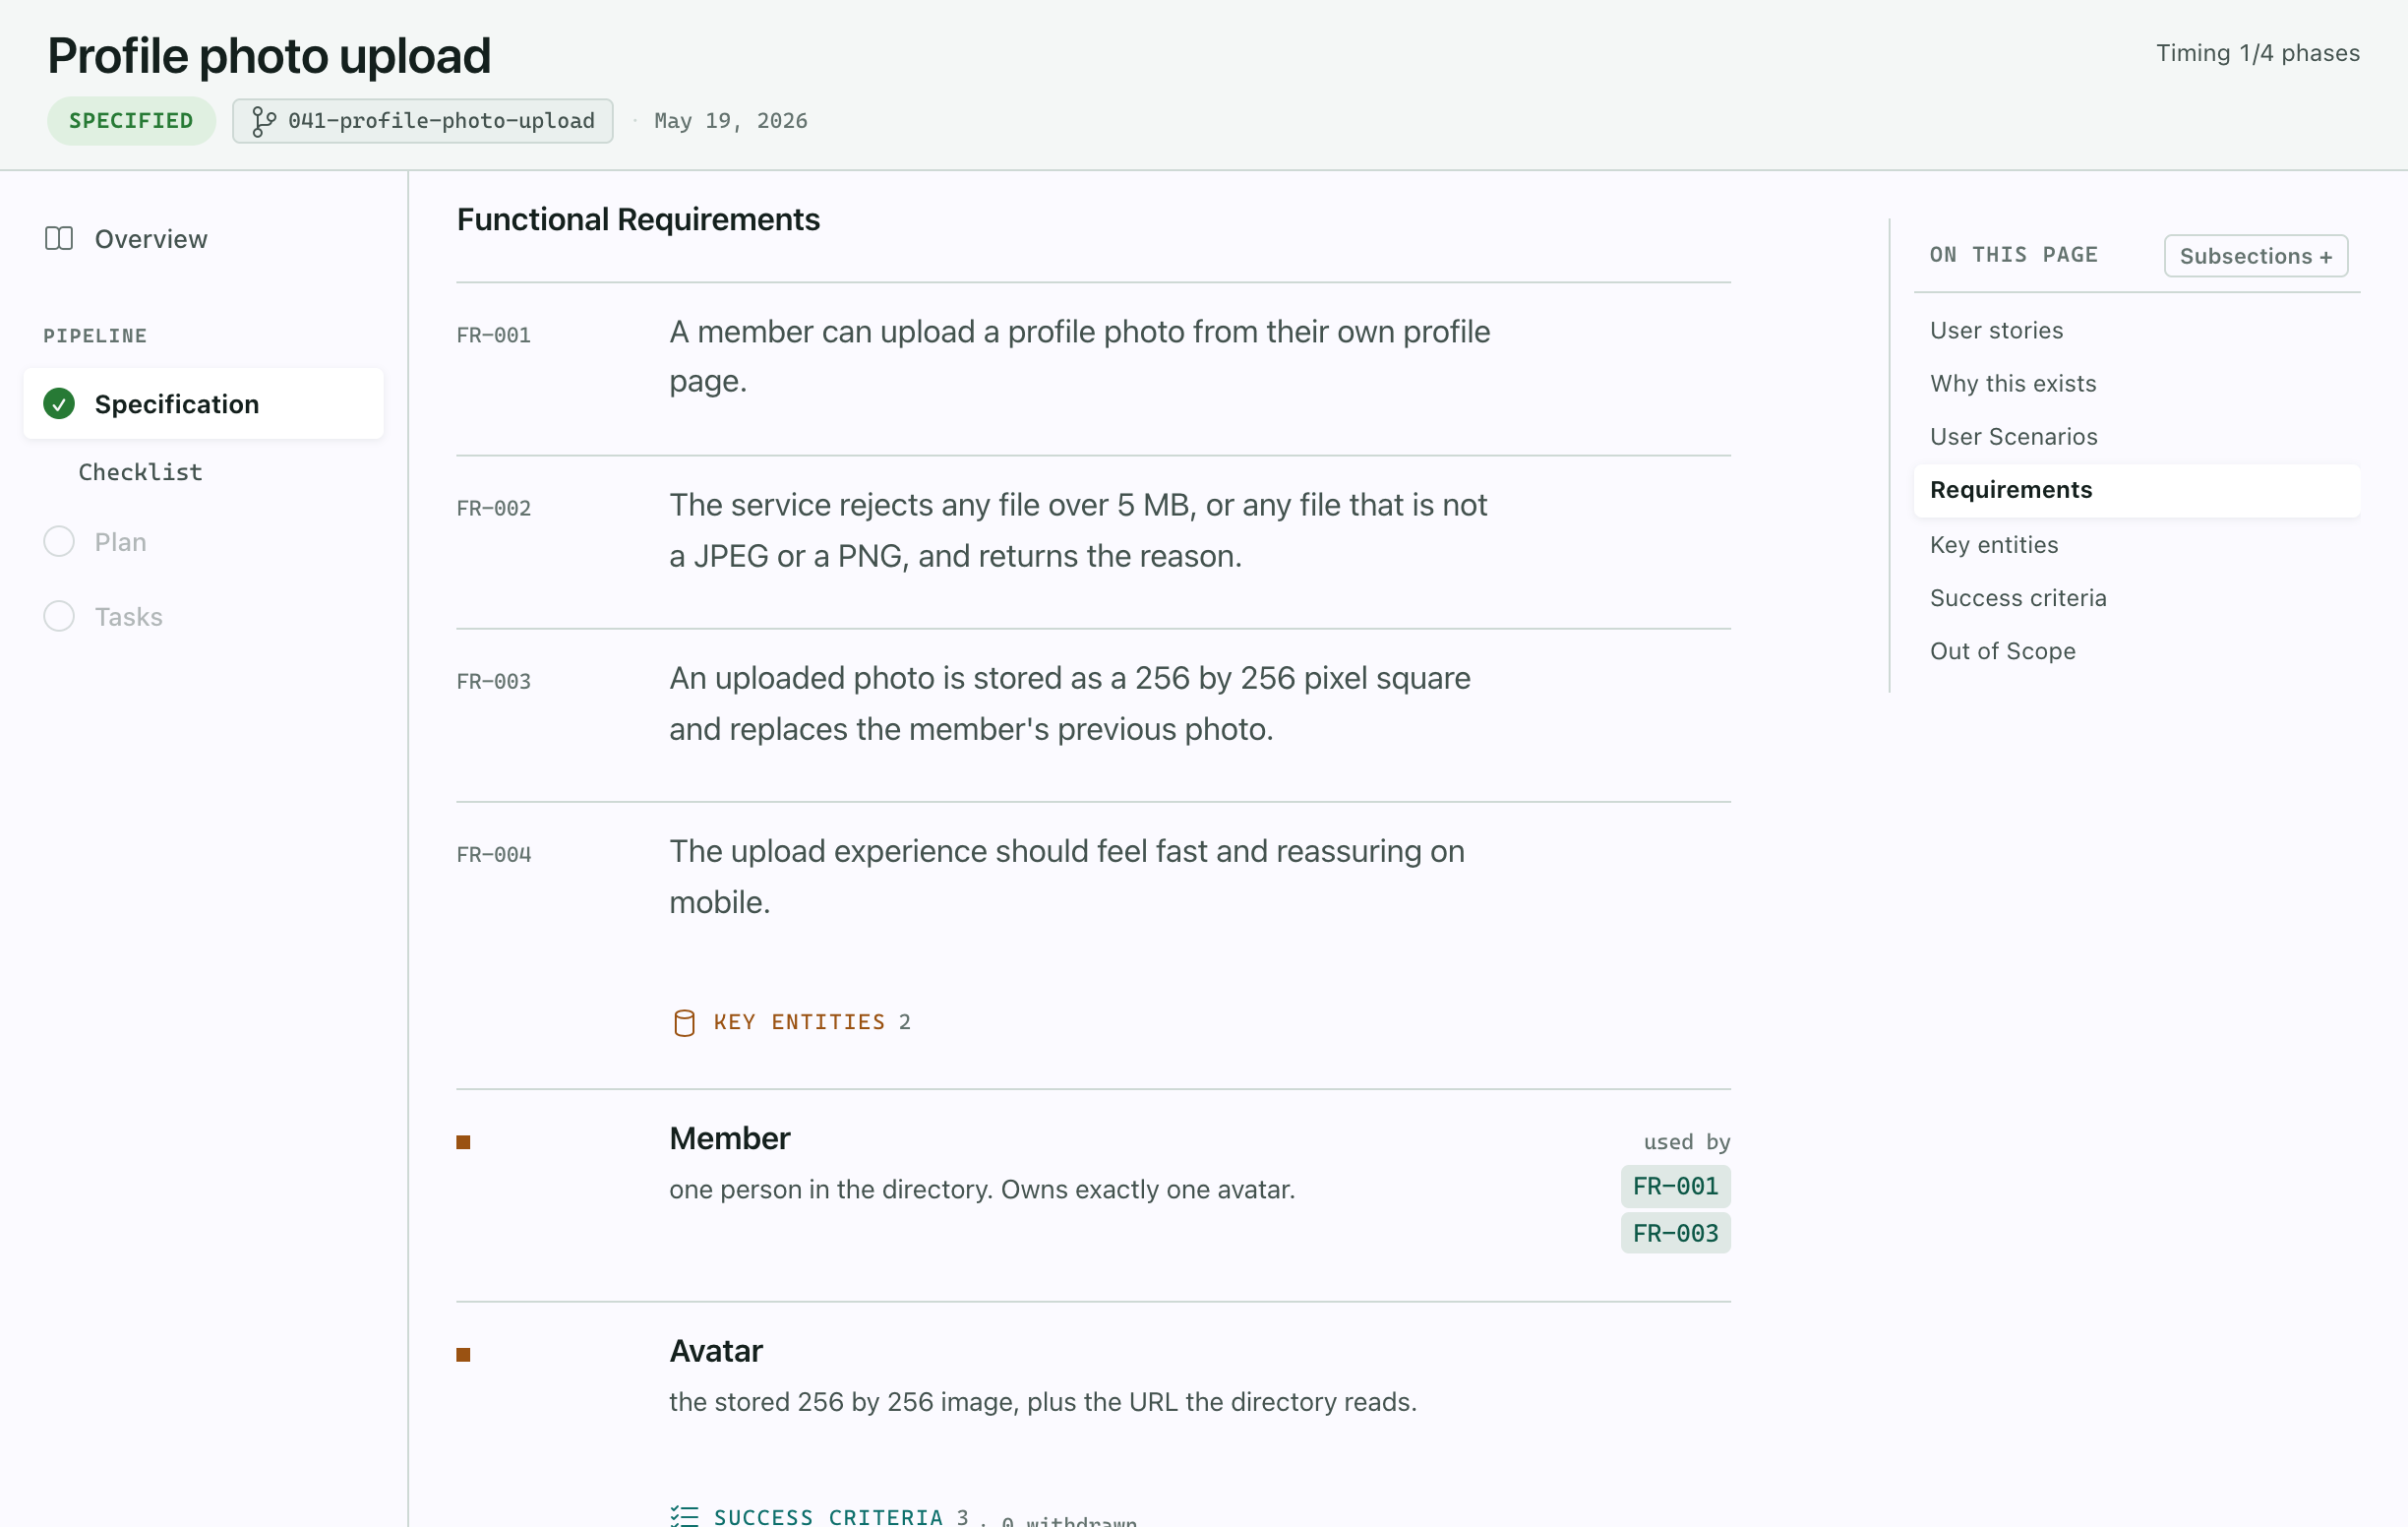 Profile photo upload
Timing 1/4 phases
SPECIFIED
041-profile-photo-upload
· May 19, 2026
Overview
PIPELINE
Specification
Checklist
Plan
Tasks
Functional Requirements
FR-001
A member can upload a profile photo from their own profile
page.
FR-002
The service rejects any file over 5 MB, or any file that is not
a JPEG or a PNG, and returns the reason.
FR-003
An uploaded photo is stored as a 256 by 256 pixel square
and replaces the member's previous photo.
FR-004
The upload experience should feel fast and reassuring on
mobile.
KEY ENTITIES 2
Member
one person in the directory. Owns exactly one avatar.
used by
FR-001
FR-003
Avatar
the stored 256 by 256 image, plus the URL the directory reads.
SUCCESS CRITERIA 3 · 0 withdrawn
ON THIS PAGE
Subsections +
User stories
Why this exists
User Scenarios
Requirements
Key entities
Success criteria
Out of Scope